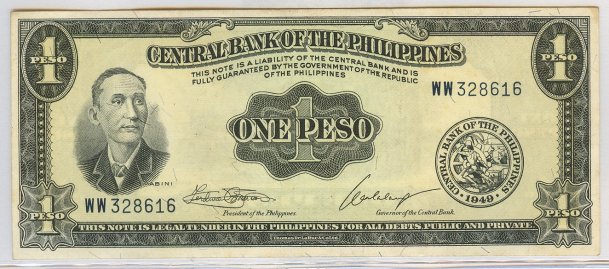 1
PESO
1
PESO
CENTRAL BANK OF THE PHILIPPINES
THIS NOTE IS A LIABILITY OF THE CENTRAL BANK AND IS
FULLY GUARANTEED BY THE GOVERNMENT OF THE REPUBLIC
OF THE PHILIPPINES
WW 328616
1
ONE PESO
CENTRAL BANK OF THE PHILIPPINES
· 1949 ·
MABINI
WW 328616
President of the Philippines.
Governor of the Central Bank.
1
PESO
1
PESO
THIS NOTE IS LEGAL TENDER IN THE PHILIPPINES FOR ALL DEBTS, PUBLIC AND PRIVATE.